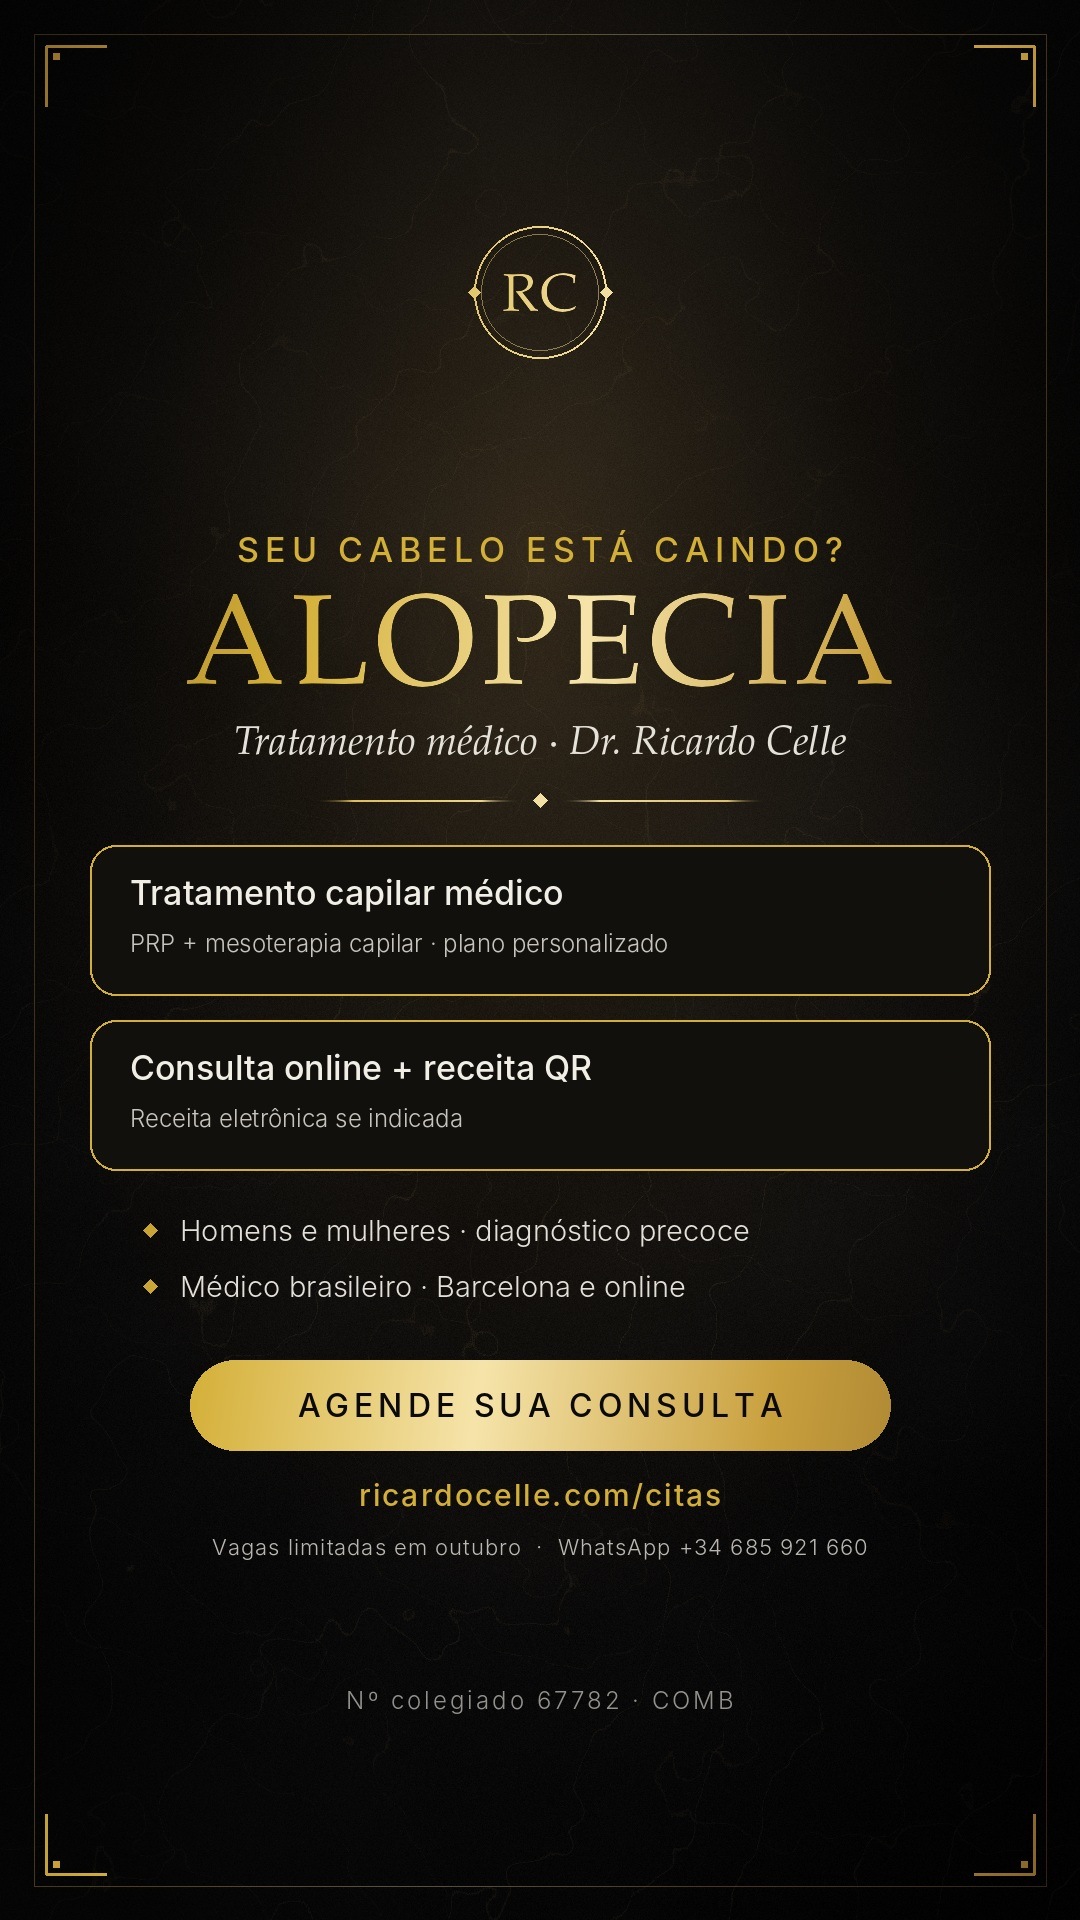 RC
SEU CABELO ESTÁ CAINDO?
ALOPECIA
Tratamento médico · Dr. Ricardo Celle
Tratamento capilar médico
PRP + mesoterapia capilar · plano personalizado
Consulta online + receita QR
Receita eletrônica se indicada
Homens e mulheres · diagnóstico precoce
Médico brasileiro · Barcelona e online
AGENDE SUA CONSULTA
ricardocelle.com/citas
Vagas limitadas em outubro · WhatsApp +34 685 921 660
Nº colegiado 67782 · COMB